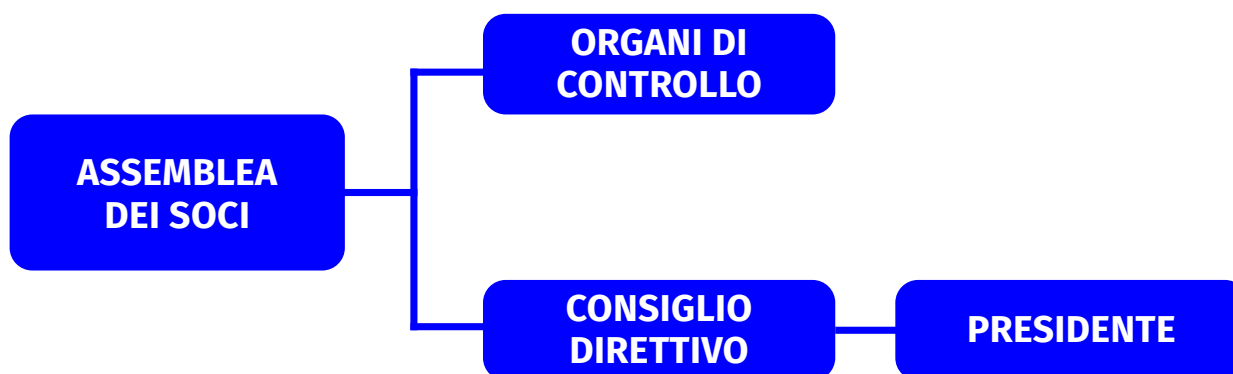 ORGANI DI
CONTROLLO
ASSEMBLEA
DEI SOCI
CONSIGLIO
DIRETTIVO
PRESIDENTE